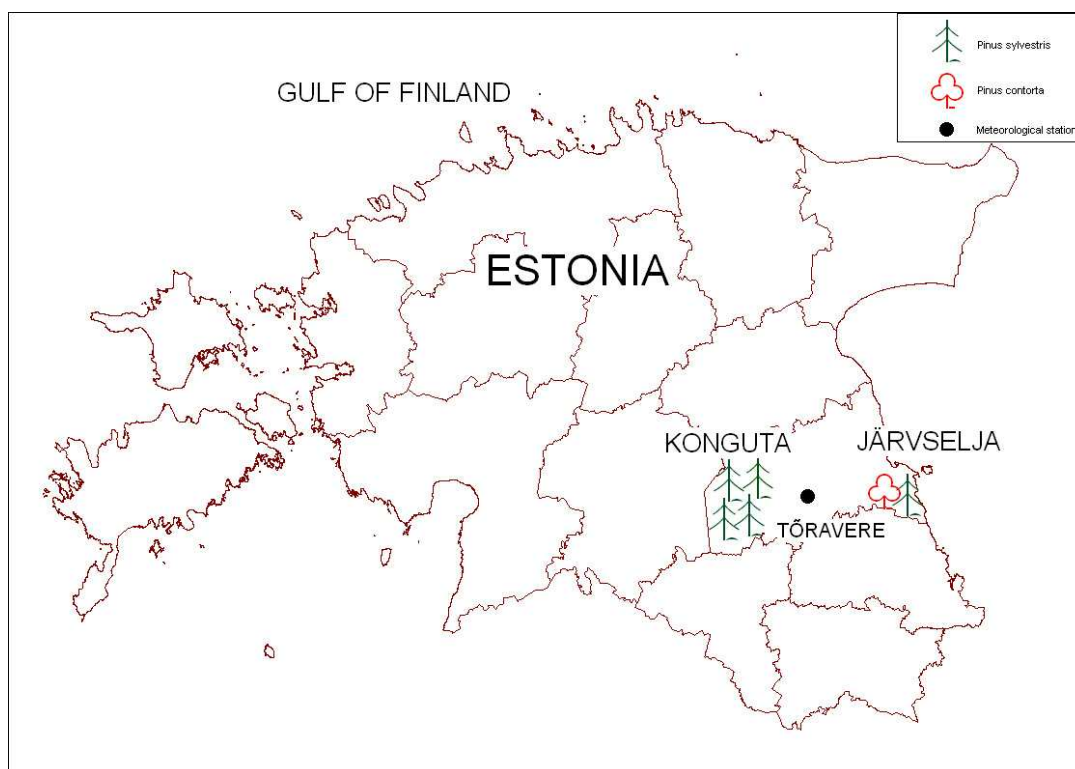 Pinus sylvestris
Pinus contorta
Meteorological station
GULF OF FINLAND
ESTONIA
KONGUTA
JÄRVSELJA
TÕRAVERE